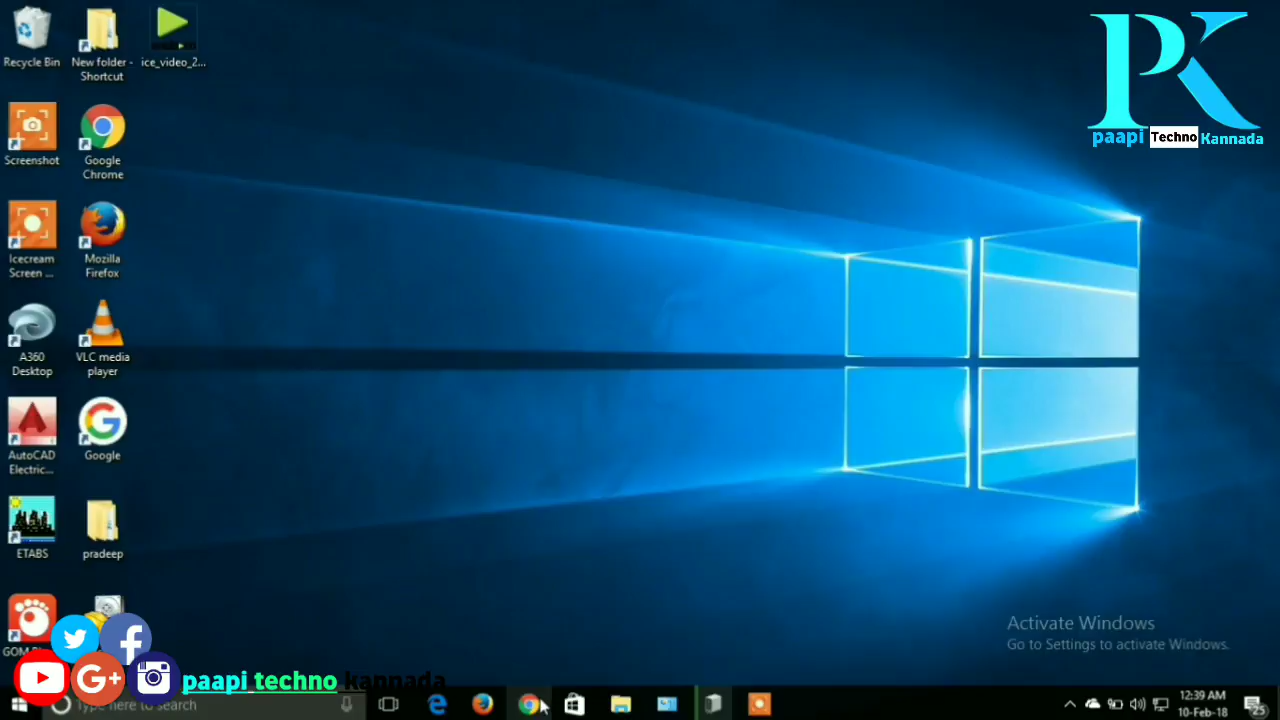 Recycle Bin
New folder - Shortcut
ice_video_2...
Screenshot
Google Chrome
Icecream Screen ...
Mozilla Firefox
A360 Desktop
VLC media player
AutoCAD Electric...
Google
ETABS
pradeep
PK
paapi Techno Kannada
Activate Windows
Go to Settings to activate Windows.
paapi techno kannada
Type here to search
12:39 AM
10-Feb-18
25